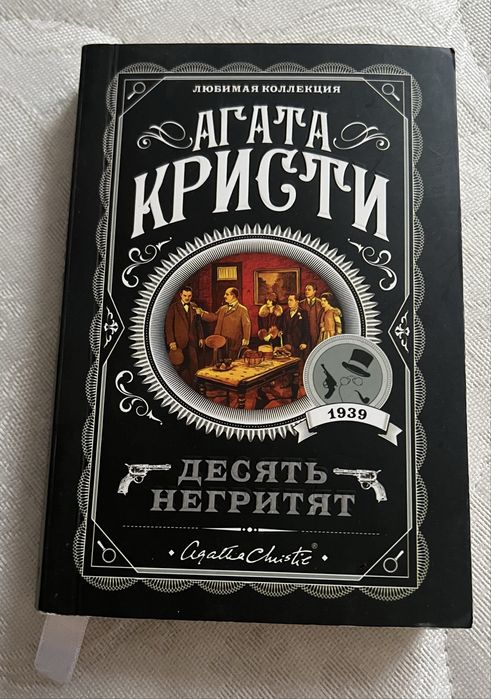 ЛЮБИМАЯ КОЛЛЕКЦИЯ
АГАТА
КРИСТИ
1939
ДЕСЯТЬ
НЕГРИТЯТ
Agatha Christie®